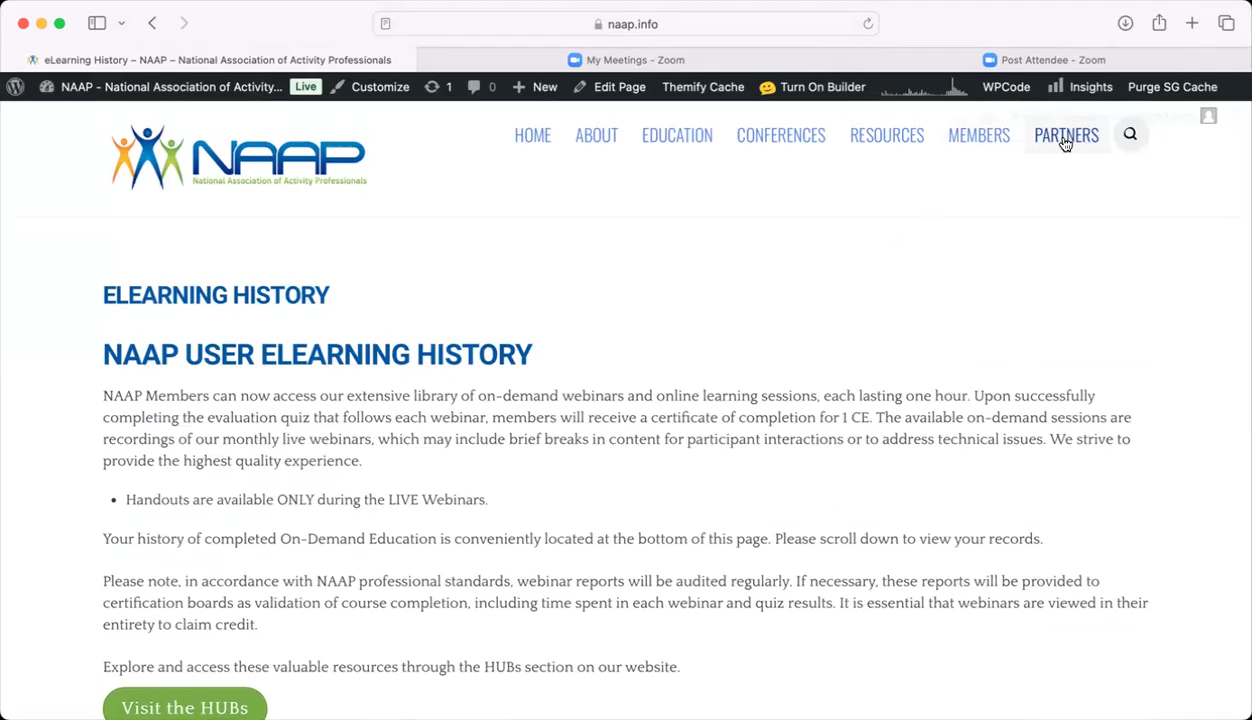 naap.info
eLearning History – NAAP – National Association of Activity Professionals
My Meetings - Zoom
Post Attendee - Zoom
NAAP - National Association of Activity... Live Customize 1 0 New Edit Page Themify Cache Turn On Builder WPCode Insights Purge SG Cache
HOME ABOUT EDUCATION CONFERENCES RESOURCES MEMBERS PARTNERS
NAAP
National Association of Activity Professionals
ELEARNING HISTORY
NAAP USER ELEARNING HISTORY
NAAP Members can now access our extensive library of on-demand webinars and online learning sessions, each lasting one hour. Upon successfully
completing the evaluation quiz that follows each webinar, members will receive a certificate of completion for 1 CE. The available on-demand sessions are
recordings of our monthly live webinars, which may include brief breaks in content for participant interactions or to address technical issues. We strive to
provide the highest quality experience.
• Handouts are available ONLY during the LIVE Webinars.
Your history of completed On-Demand Education is conveniently located at the bottom of this page. Please scroll down to view your records.
Please note, in accordance with NAAP professional standards, webinar reports will be audited regularly. If necessary, these reports will be provided to
certification boards as validation of course completion, including time spent in each webinar and quiz results. It is essential that webinars are viewed in their
entirety to claim credit.
Explore and access these valuable resources through the HUBs section on our website.
Visit the HUBs